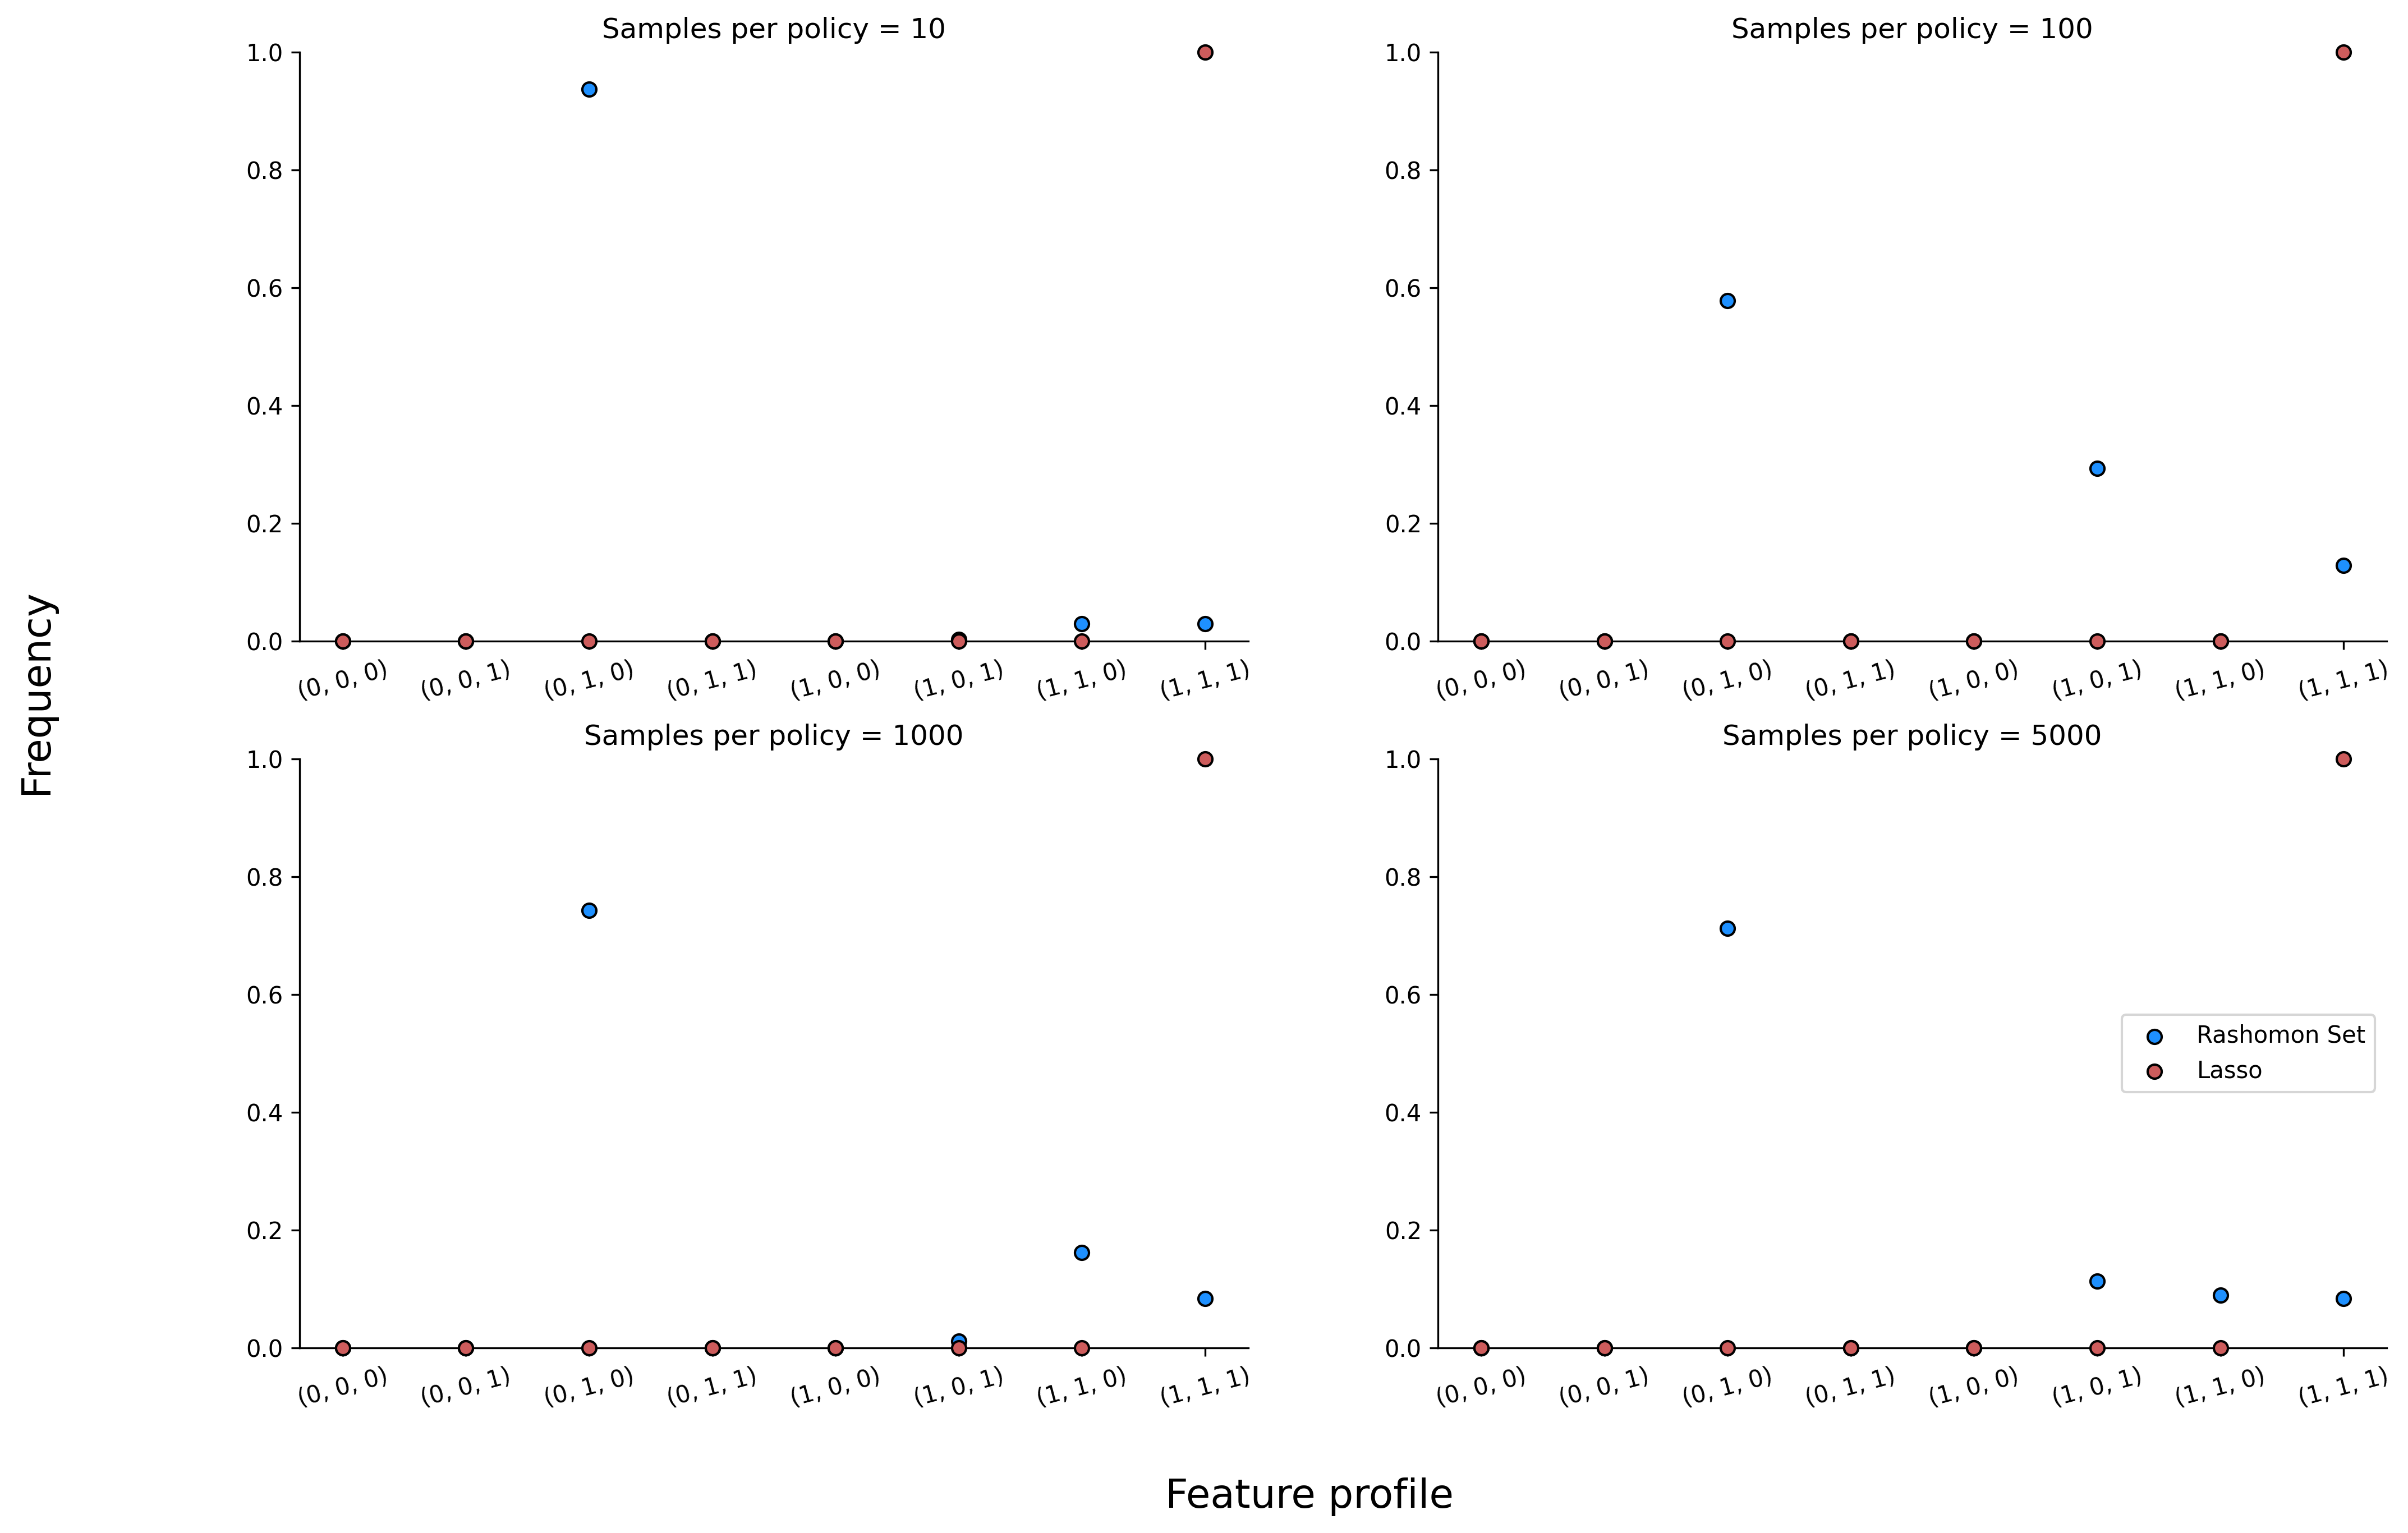 Samples per policy = 10
1.0
0.8
0.6
0.4
0.2
0.0
(0, 0, 0) (0, 0, 1) (0, 1, 0) (0, 1, 1) (1, 0, 0) (1, 0, 1) (1, 1, 0) (1, 1, 1)
Samples per policy = 100
1.0
0.8
0.6
0.4
0.2
0.0
(0, 0, 0) (0, 0, 1) (0, 1, 0) (0, 1, 1) (1, 0, 0) (1, 0, 1) (1, 1, 0) (1, 1, 1)
Frequency
Samples per policy = 1000
1.0
0.8
0.6
0.4
0.2
0.0
(0, 0, 0) (0, 0, 1) (0, 1, 0) (0, 1, 1) (1, 0, 0) (1, 0, 1) (1, 1, 0) (1, 1, 1)
Samples per policy = 5000
1.0
0.8
0.6
0.4
0.2
0.0
Rashomon Set
Lasso
(0, 0, 0) (0, 0, 1) (0, 1, 0) (0, 1, 1) (1, 0, 0) (1, 0, 1) (1, 1, 0) (1, 1, 1)
Feature profile